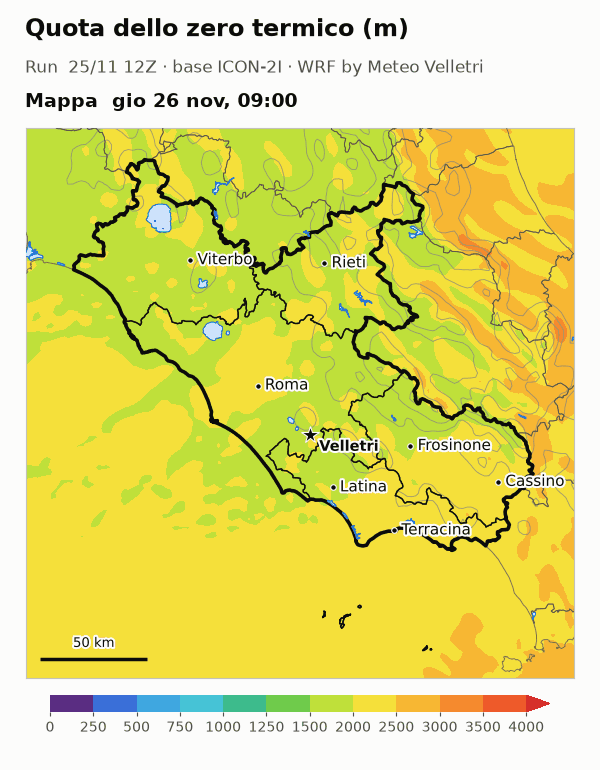 Quota dello zero termico (m)
Run  25/11 12Z · base ICON-2I · WRF by Meteo Velletri
Mappa  gio 26 nov, 09:00
Viterbo
Rieti
Roma
Velletri
Frosinone
Latina
Cassino
Terracina
50 km
0 250 500 750 1000 1250 1500 2000 2500 3000 3500 4000